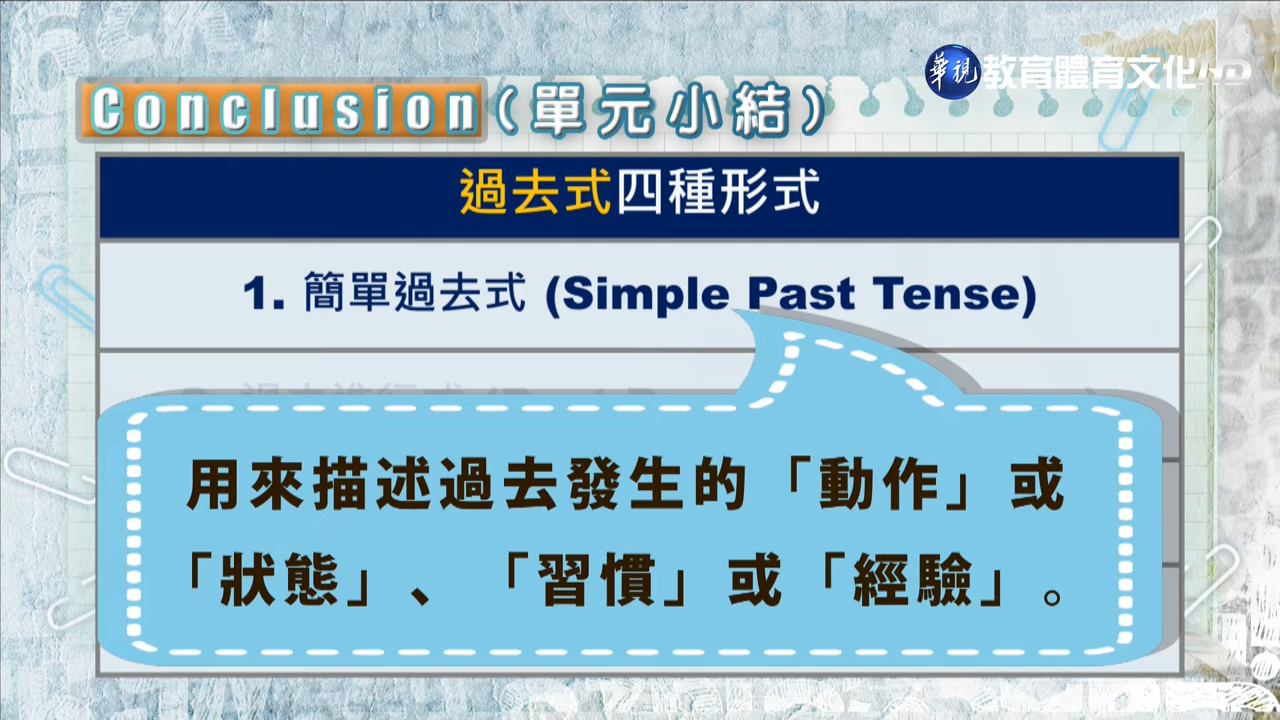 華視 教育體育文化 HD
Conclusion(單元小結)
過去式四種形式
1. 簡單過去式 (Simple Past Tense)
用來描述過去發生的「動作」或
「狀態」、「習慣」或「經驗」。